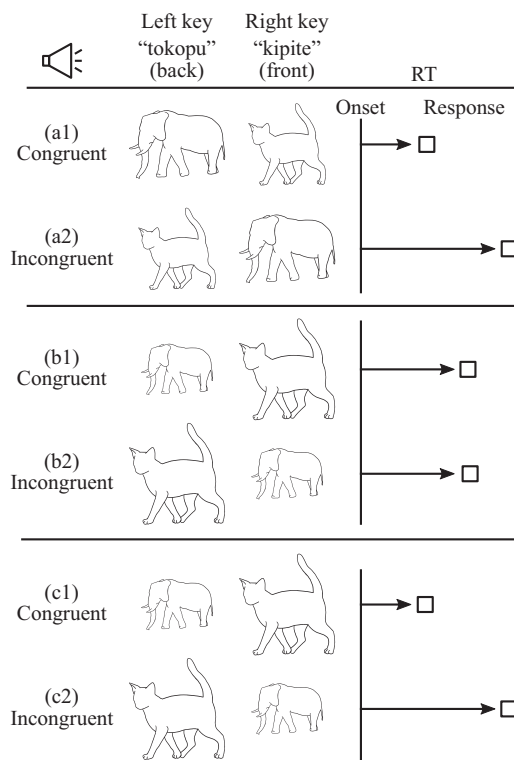 Left key Right key
“tokopu” “kipite”
(back) (front) RT
Onset Response
(a1)
Congruent
(a2)
Incongruent
(b1)
Congruent
(b2)
Incongruent
(c1)
Congruent
(c2)
Incongruent